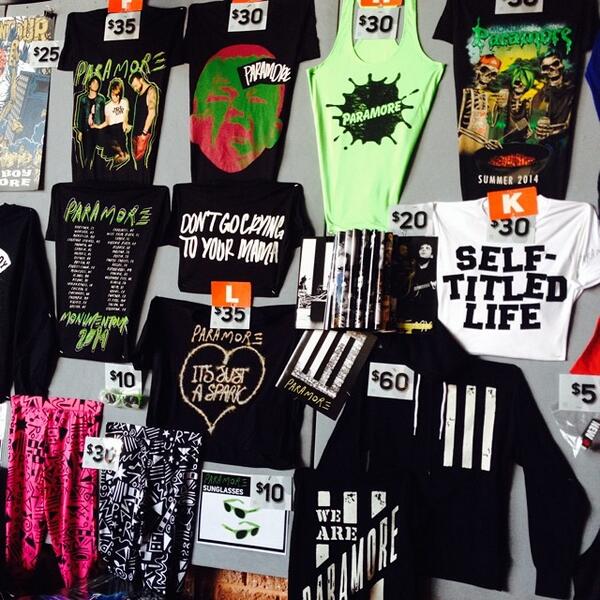 $25
F
$35
PARAMORE
$30
PARAMORE
$30
PARAMORE
Paramore
SUMMER 2014
BOY
ORE
PARAMORE
MONUMENTOUR
2014
DON'T GO CRYING
TO YOUR MAMA
$20
K
$30
SELF-
TITLED
LIFE
L
$35
PARAMORE
IT'S JUST
A SPARK
PARAMORE
$10
$60
$5
$30
PARAMORE
SUNGLASSES
$10
WE
ARE
PARAMORE